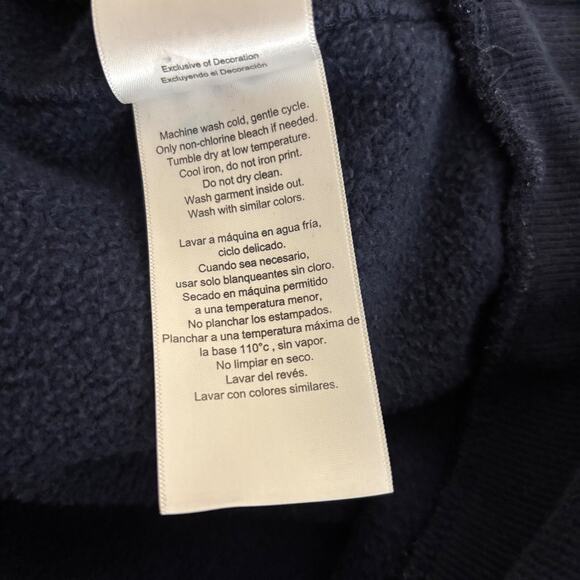 Exclusive of Decoration
Excluyendo el Decoración
Machine wash cold, gentle cycle.
Only non-chlorine bleach if needed.
Tumble dry at low temperature.
Cool iron, do not iron print.
Do not dry clean.
Wash garment inside out.
Wash with similar colors.
Lavar a máquina en agua fría,
ciclo delicado.
Cuando sea necesario,
usar solo blanqueantes sin cloro.
Secado en máquina permitido
a una temperatura menor,
No planchar los estampados.
Planchar a una temperatura máxima de
la base 110°c , sin vapor.
No limpiar en seco.
Lavar del revés.
Lavar con colores similares.